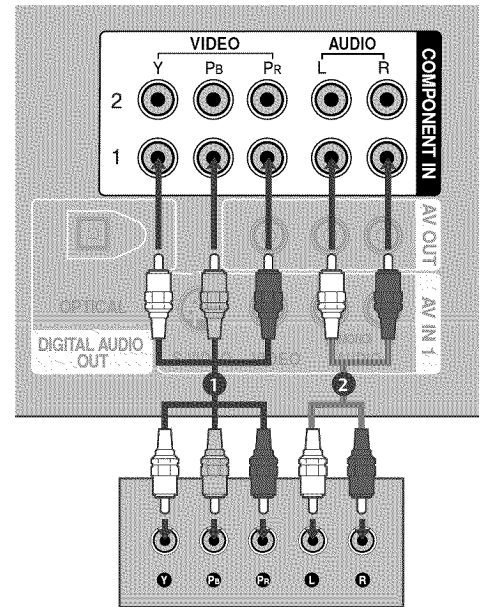 VIDEO AUDIO
Y PB PR L R
2
1
COMPONENT IN
AV OUT
OPTICAL
AV IN 1
DIGITAL AUDIO
OUT
1 2
Y PB PR L R